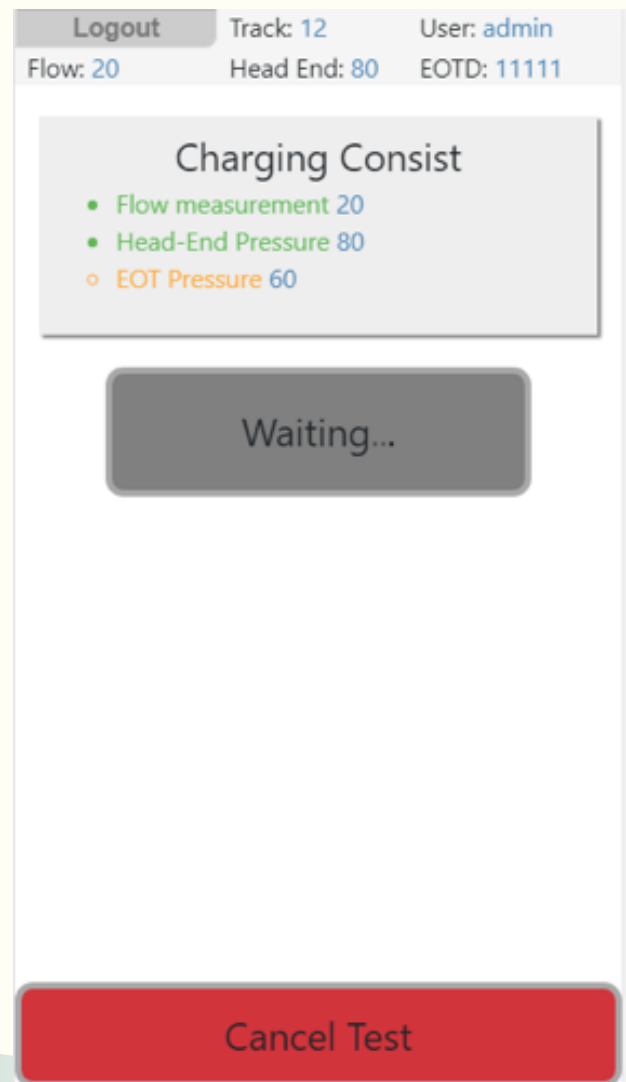 Logout Track: 12 User: admin
Flow: 20 Head End: 80 EOTD: 11111
Charging Consist
Flow measurement 20
Head-End Pressure 80
EOT Pressure 60
Waiting...
Cancel Test